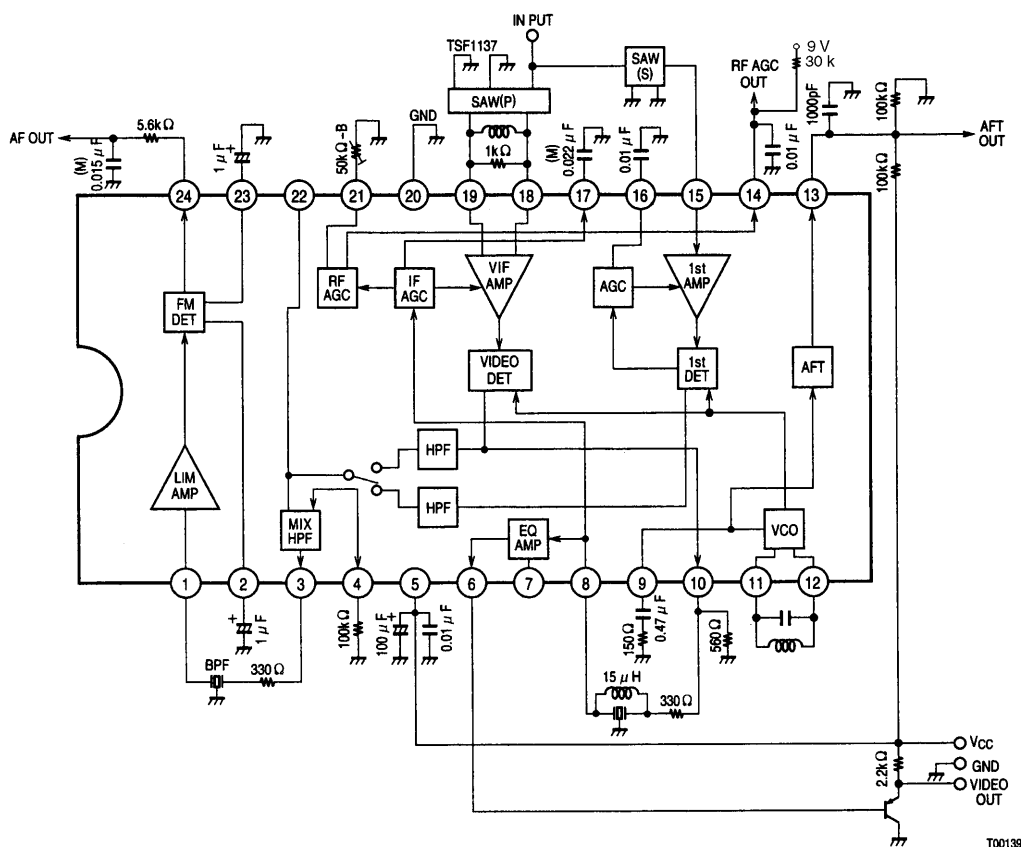 IN PUT
TSF1137
SAW
(S)
9 V
30 k
RF AGC
OUT
SAW(P)
1000pF
100kΩ
AF OUT
5.6kΩ
GND
AFT
OUT
(M)
0.015 μF
1 μF
+
50kΩ-B
1kΩ
(M)
0.022 μF
0.01 μF
0.01 μF
100kΩ
24
23
22
21
20
19
18
17
16
15
14
13
RF
AGC
IF
AGC
VIF
AMP
AGC
1st
AMP
FM
DET
VIDEO
DET
1st
DET
AFT
LIM
AMP
HPF
HPF
MIX
HPF
EQ
AMP
VCO
1
2
3
4
5
6
7
8
9
10
11
12
+
1 μF
100kΩ
100 μF
+
0.01 μF
150Ω
0.47 μF
560Ω
BPF
330Ω
15 μH
330Ω
VCC
2.2kΩ
GND
VIDEO
OUT
T00139